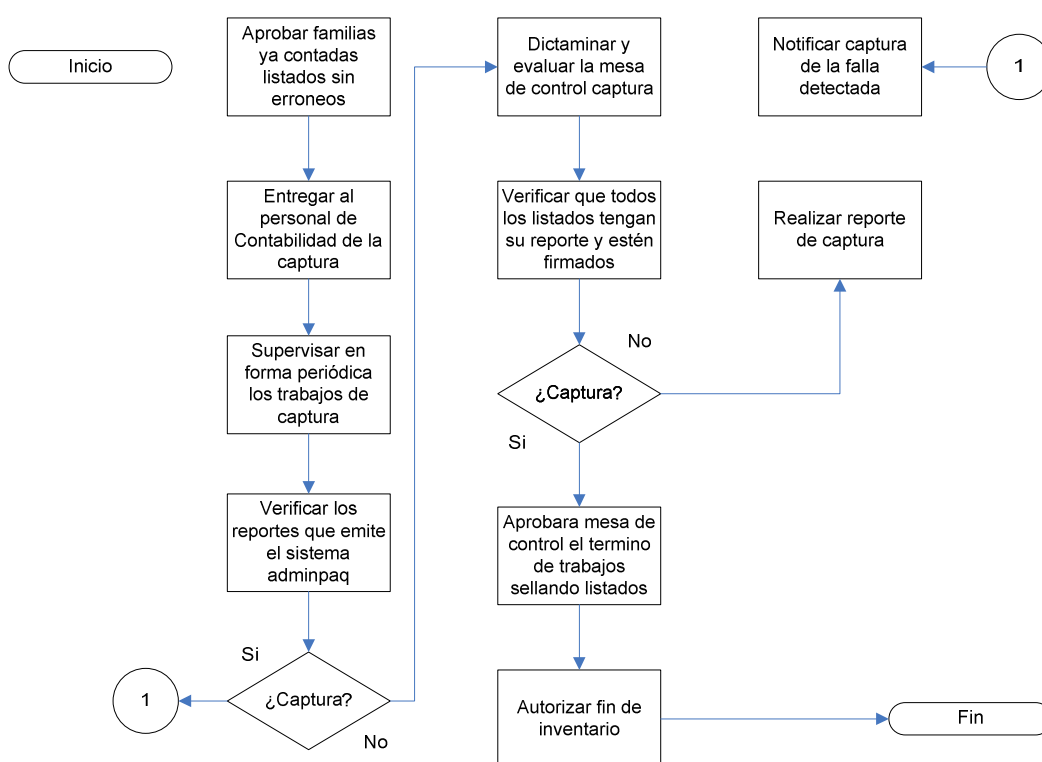 Inicio
Aprobar familias
ya contadas
listados sin
erroneos
Entregar al
personal de
Contabilidad de la
captura
Supervisar en
forma periódica
los trabajos de
captura
Verificar los
reportes que emite
el sistema
adminpaq
Si
¿Captura?
No
1
Dictaminar y
evaluar la mesa
de control captura
Verificar que todos
los listados tengan
su reporte y estén
firmados
No
¿Captura?
Si
Aprobara mesa de
control el termino
de trabajos
sellando listados
Autorizar fin de
inventario
Notificar captura
de la falla
detectada
1
Realizar reporte
de captura
Fin